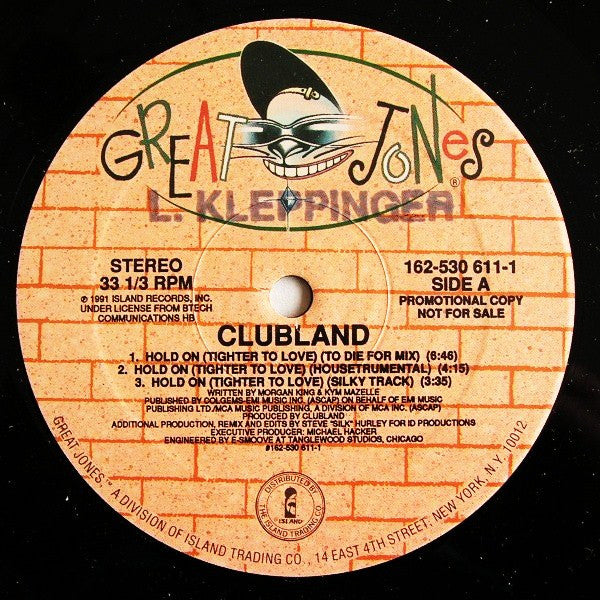 GREAT JONES ®
L. KLEPPINGER
STEREO
33 1/3 RPM
℗ 1991 ISLAND RECORDS, INC.
UNDER LICENSE FROM BTECH
COMMUNICATIONS HB
162-530 611-1
SIDE A
PROMOTIONAL COPY
NOT FOR SALE
CLUBLAND
1. HOLD ON (TIGHTER TO LOVE) (TO DIE FOR MIX) (6:46)
2. HOLD ON (TIGHTER TO LOVE) (HOUSETRUMENTAL) (4:15)
3. HOLD ON (TIGHTER TO LOVE) (SILKY TRACK) (3:35)
WRITTEN BY MORGAN KING & KYM MAZELLE
PUBLISHED BY COLGEMS-EMI MUSIC INC. (ASCAP) ON BEHALF OF EMI MUSIC
PUBLISHING LTD./MCA MUSIC PUBLISHING, A DIVISION OF MCA INC. (ASCAP)
PRODUCED BY CLUBLAND
ADDITIONAL PRODUCTION, REMIX AND EDITS BY STEVE "SILK" HURLEY FOR ID PRODUCTIONS
EXECUTIVE PRODUCER: MICHAEL HACKER
ENGINEERED BY E-SMOOVE AT TANGLEWOOD STUDIOS, CHICAGO
#162-530 611-1
DISTRIBUTED BY
ISLAND
THE ISLAND TRADING CO.
GREAT JONES - A DIVISION OF ISLAND TRADING CO., 14 EAST 4TH STREET, NEW YORK, N.Y. 10012